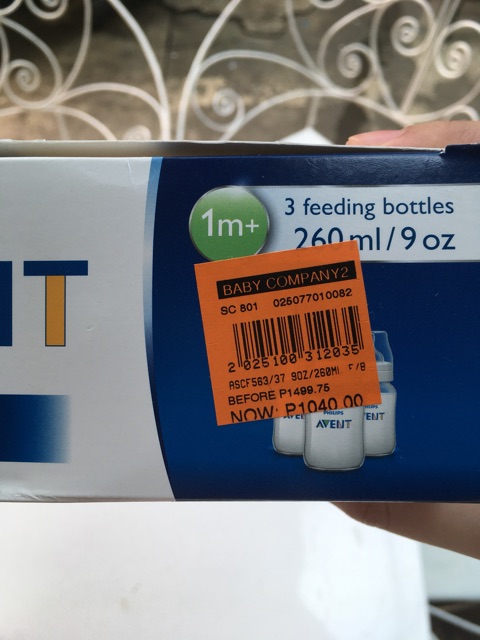 1m+
3 feeding bottles
260 ml / 9 oz
BABY COMPANY2
SC 801 025077010082
2 025100 312035
ASCF563/37 9OZ/260Ml F/B
BEFORE P1499.75
NOW: P1040.00
NT
PHILIPS
AVENT